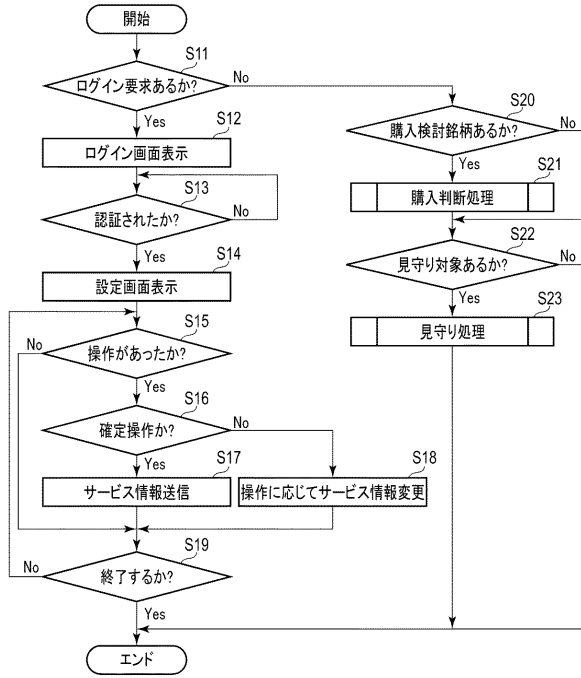 開始
S11
ログイン要求あるか?
No
Yes
S12
ログイン画面表示
S13
認証されたか?
No
Yes
S14
設定画面表示
S15
操作があったか?
No
Yes
S16
確定操作か?
No
Yes
S17
サービス情報送信
S18
操作に応じてサービス情報変更
S19
終了するか?
No
Yes
エンド
S20
購入検討銘柄あるか?
No
Yes
S21
購入判断処理
S22
見守り対象あるか?
No
Yes
S23
見守り処理